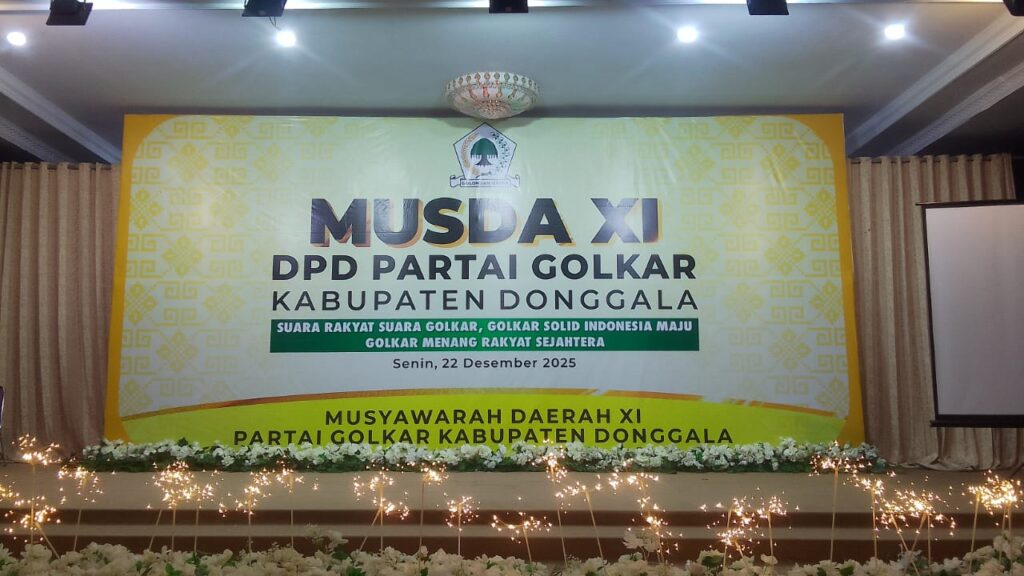 GOLONGAN KARYA
MUSDA XI
DPD PARTAI GOLKAR
KABUPATEN DONGGALA
SUARA RAKYAT SUARA GOLKAR, GOLKAR SOLID INDONESIA MAJU
GOLKAR MENANG RAKYAT SEJAHTERA
Senin, 22 Desember 2025
MUSYAWARAH DAERAH XI
PARTAI GOLKAR KABUPATEN DONGGALA